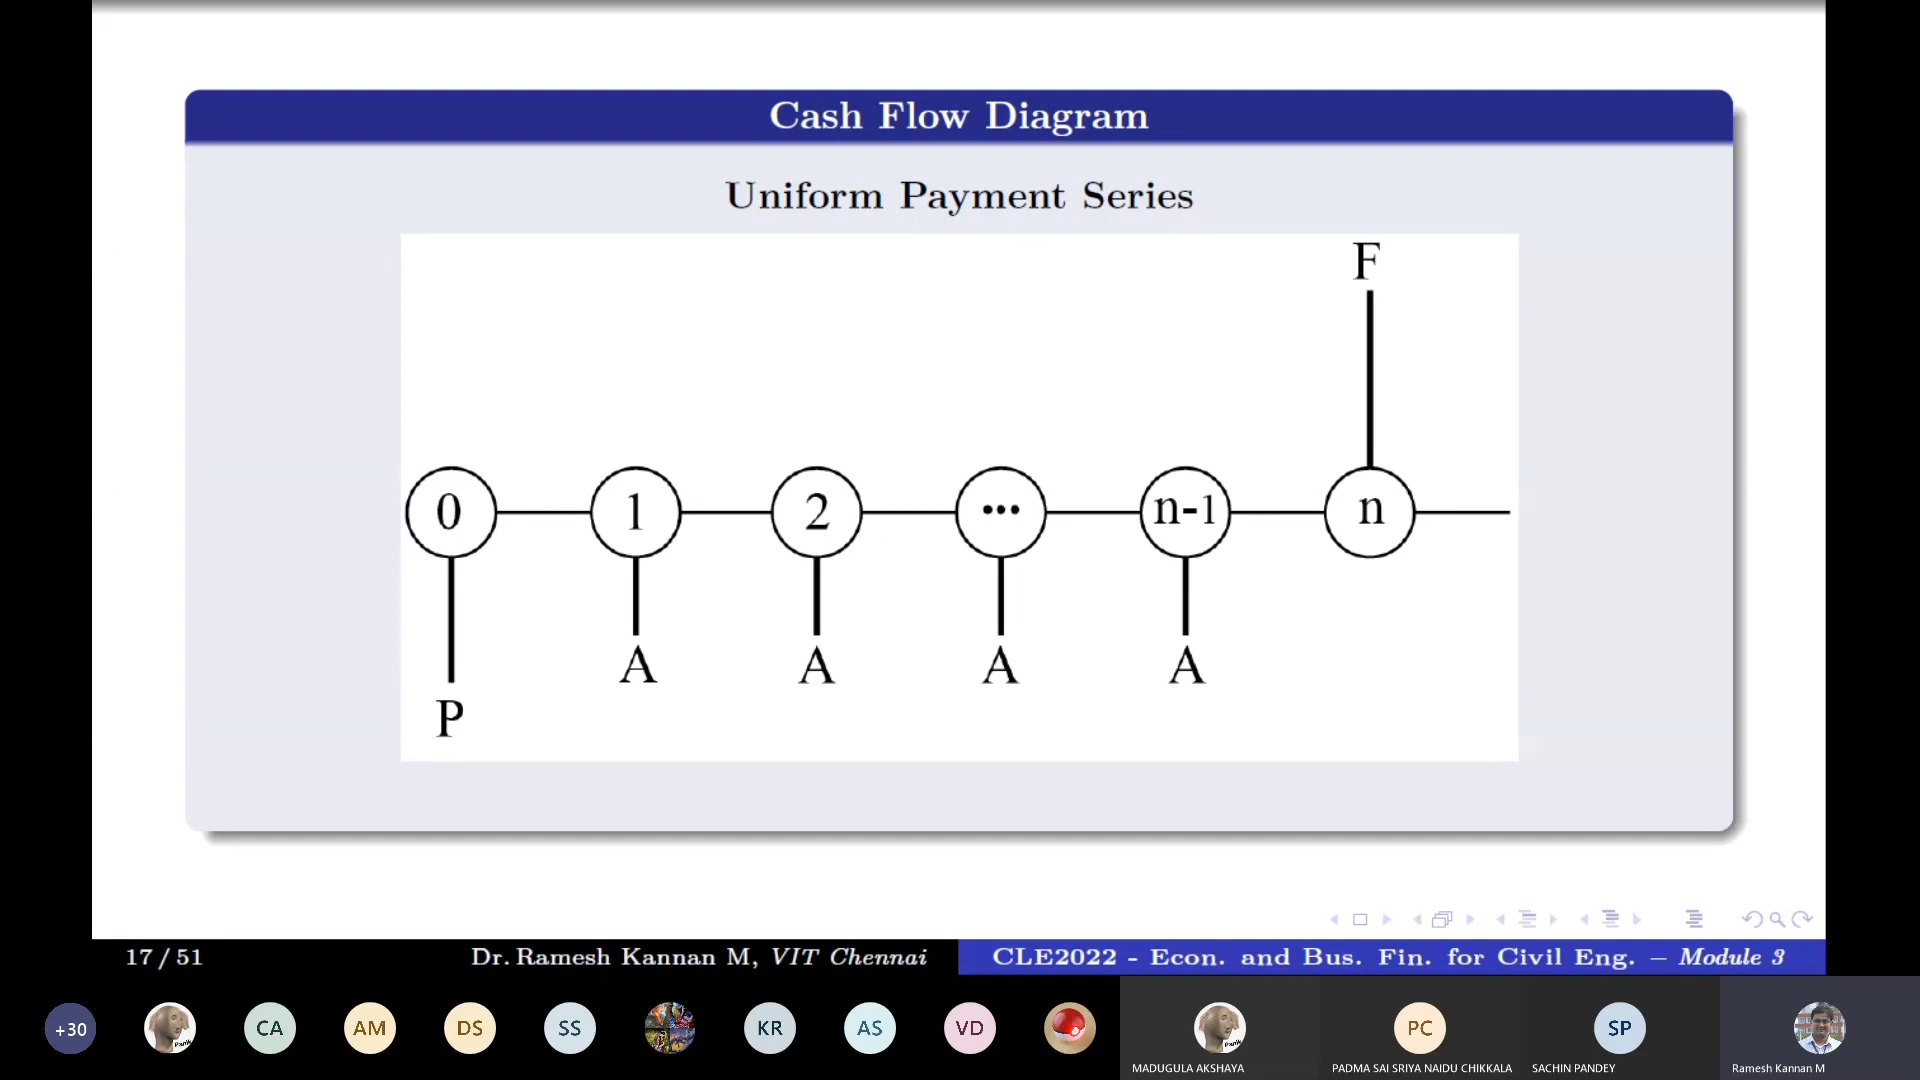 Cash Flow Diagram
Uniform Payment Series
F
0 1 2 ••• n-1 n
A A A A
P
17 / 51 Dr. Ramesh Kannan M, VIT Chennai CLE2022 - Econ. and Bus. Fin. for Civil Eng. – Module 3
+30 CA AM DS SS KR AS VD PC SP
MADUGULA AKSHAYA PADMA SAI SRIYA NAIDU CHIKKALA SACHIN PANDEY Ramesh Kannan M